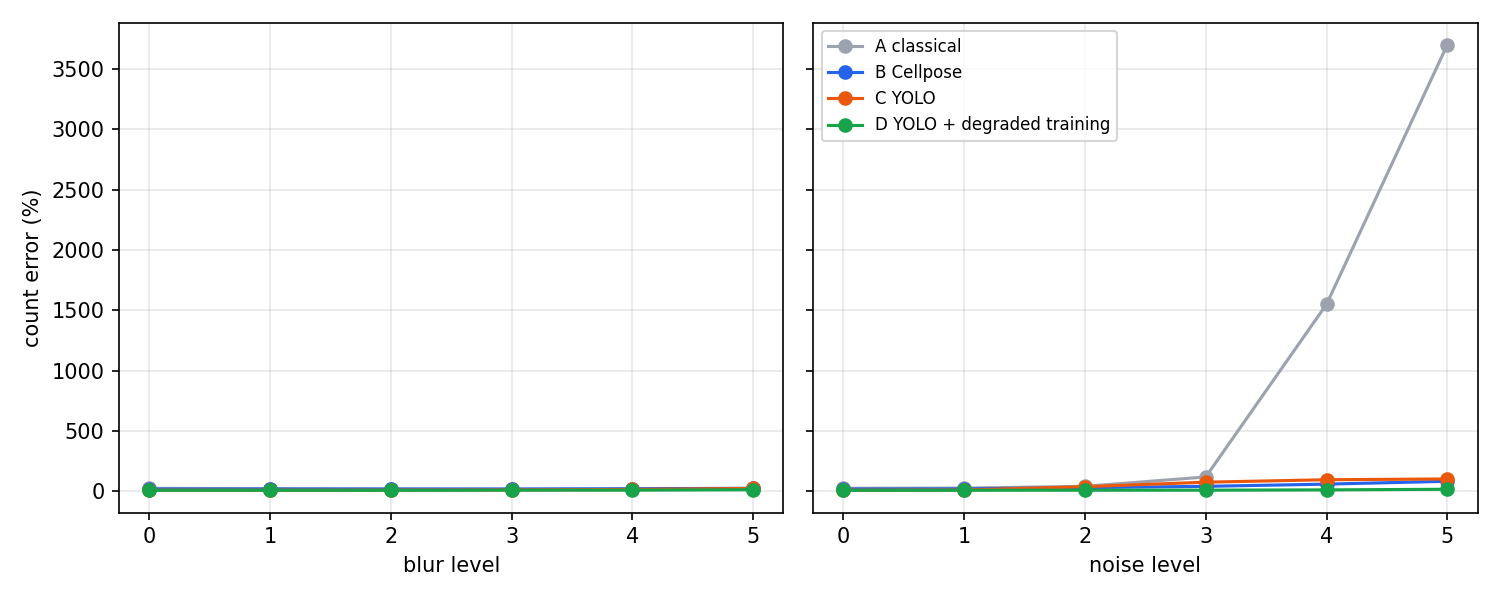 count error (%)
3500
3000
2500
2000
1500
1000
500
0
0 1 2 3 4 5
blur level
A classical
B Cellpose
C YOLO
D YOLO + degraded training
0 1 2 3 4 5
noise level